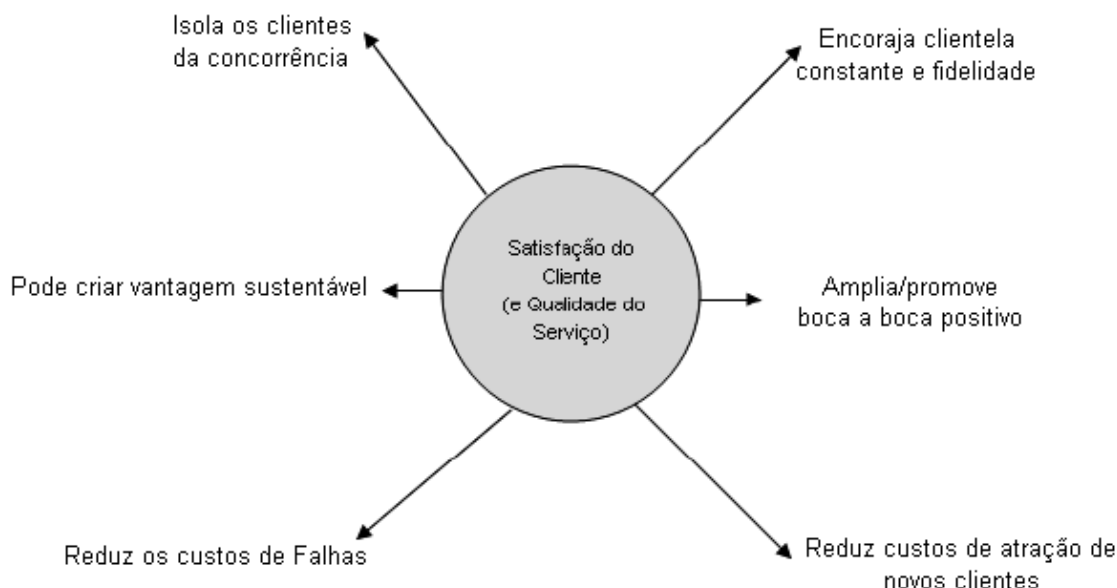 Isola os clientes
da concorrência
Encoraja clientela
constante e fidelidade
Satisfação do
Cliente
(e Qualidade do
Serviço)
Pode criar vantagem sustentável
Amplia/promove
boca a boca positivo
Reduz os custos de Falhas
Reduz custos de atração de
novos clientes